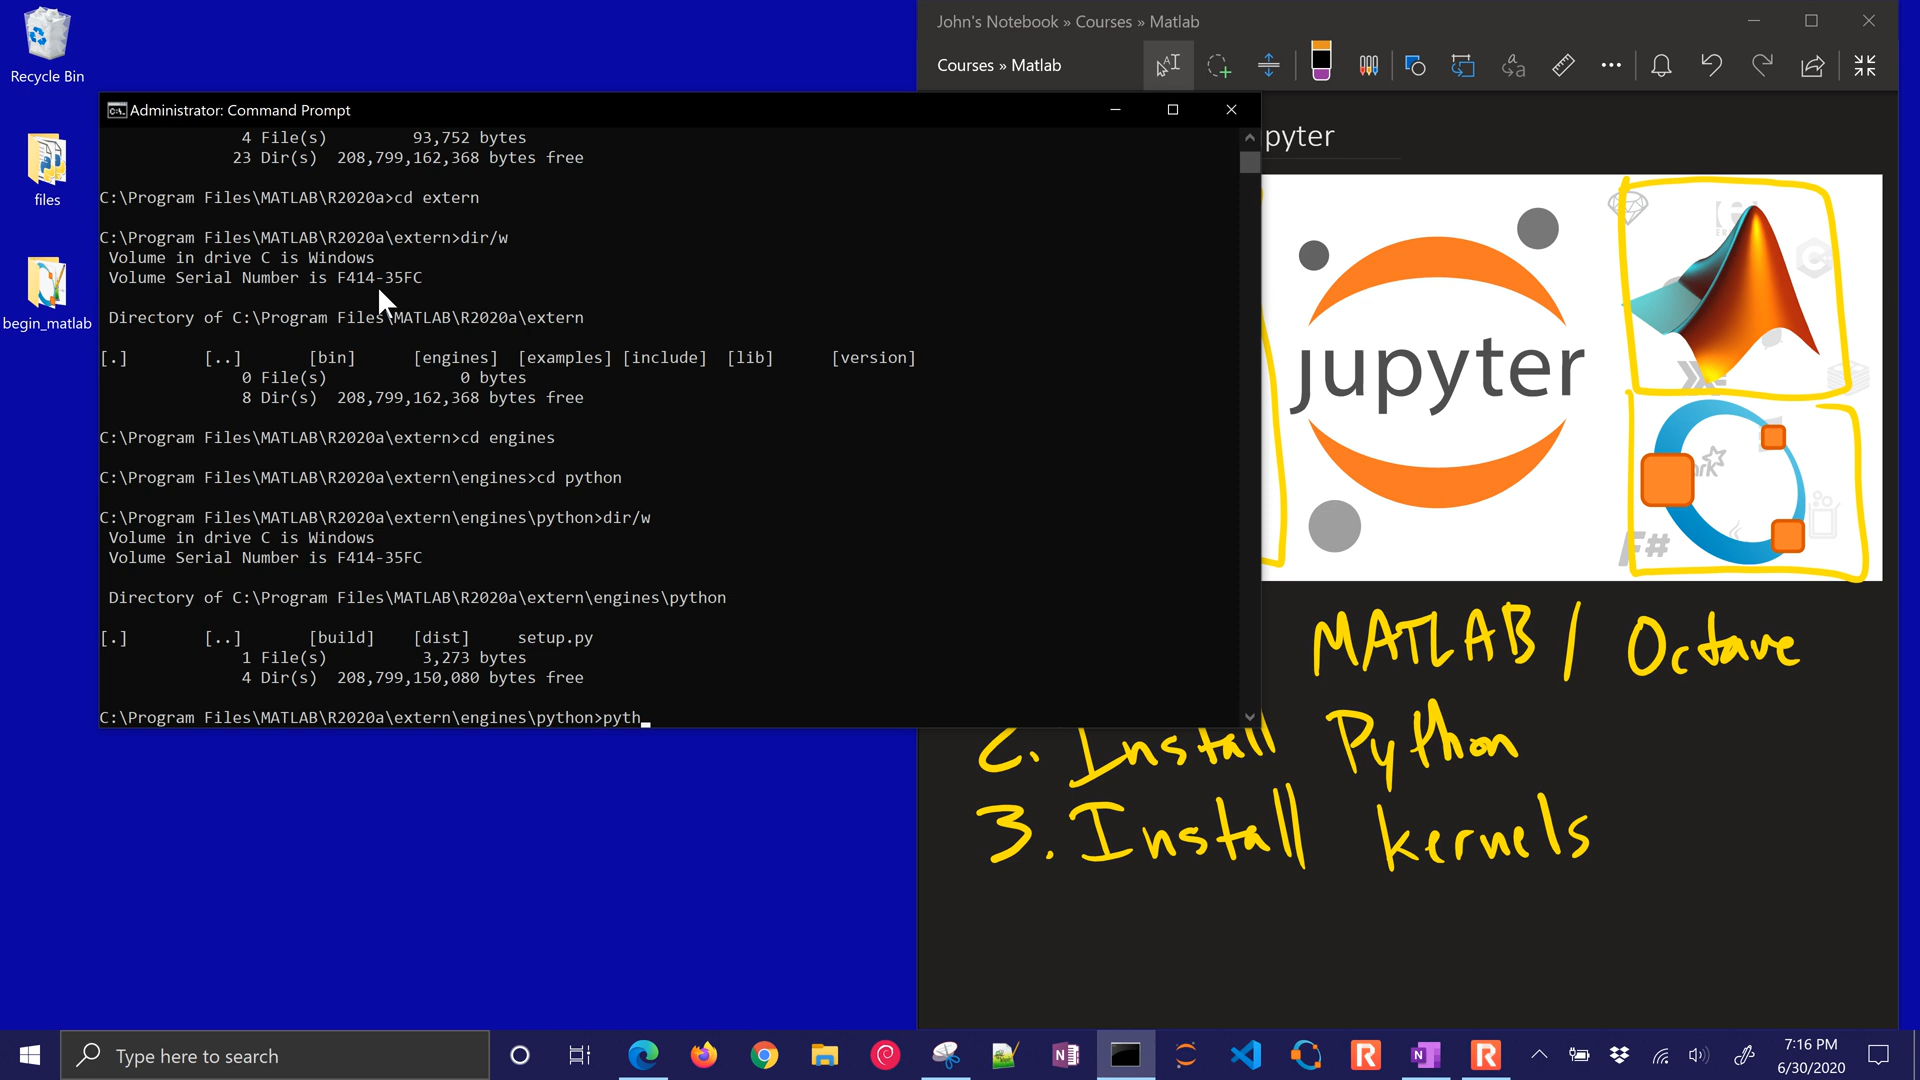 Recycle Bin
files
begin_matlab
John's Notebook » Courses » Matlab
Courses » Matlab
Administrator: Command Prompt
4 File(s) 93,752 bytes
23 Dir(s) 208,799,162,368 bytes free
C:\Program Files\MATLAB\R2020a>cd extern
C:\Program Files\MATLAB\R2020a\extern>dir/w
Volume in drive C is Windows
Volume Serial Number is F414-35FC
Directory of C:\Program Files\MATLAB\R2020a\extern
[.] [..] [bin] [engines] [examples] [include] [lib] [version]
0 File(s) 0 bytes
8 Dir(s) 208,799,162,368 bytes free
C:\Program Files\MATLAB\R2020a\extern>cd engines
C:\Program Files\MATLAB\R2020a\extern\engines>cd python
C:\Program Files\MATLAB\R2020a\extern\engines\python>dir/w
Volume in drive C is Windows
Volume Serial Number is F414-35FC
Directory of C:\Program Files\MATLAB\R2020a\extern\engines\python
[.] [..] [build] [dist] setup.py
1 File(s) 3,273 bytes
4 Dir(s) 208,799,150,080 bytes free
C:\Program Files\MATLAB\R2020a\extern\engines\python>pyth
pyter
jupyter
F#
MATLAB / Octave
2. Install Python
3. Install kernels
Type here to search
7:16 PM
6/30/2020